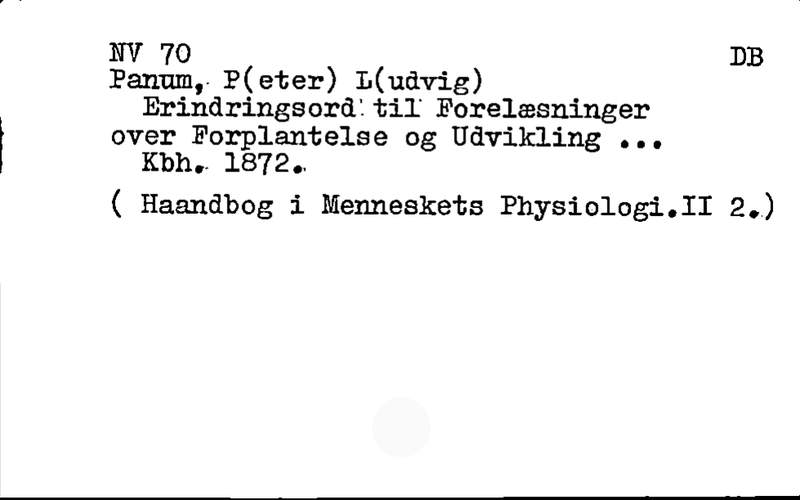 NV 70 DB
Panum, P(eter) L(udvig)
Erindringsord til Forelæsninger
over Forplantelse og Udvikling ...
Kbh. 1872.
( Haandbog i Menneskets Physiologi.II 2.)